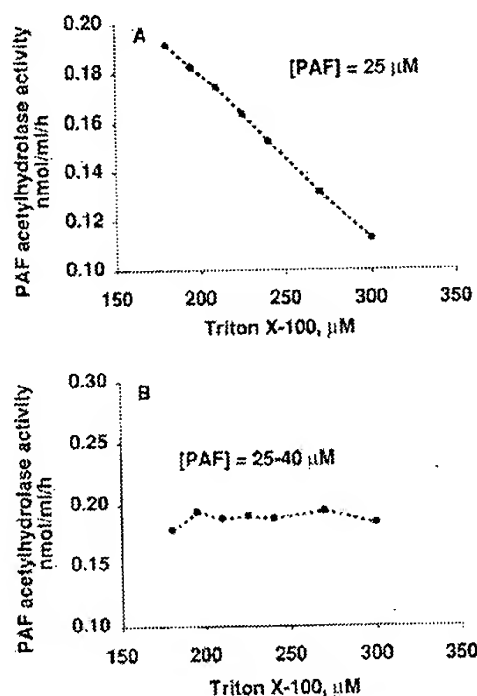 A
[PAF] = 25 μM
PAF acetylhydrolase activity
nmol/ml/h
0.20
0.18
0.16
0.14
0.12
0.10
150
200
250
300
350
Triton X-100, μM
B
[PAF] = 25-40 μM
PAF acetylhydrolase activity
nmol/ml/h
0.30
0.25
0.20
0.15
0.10
150
200
250
300
350
Triton X-100, μM